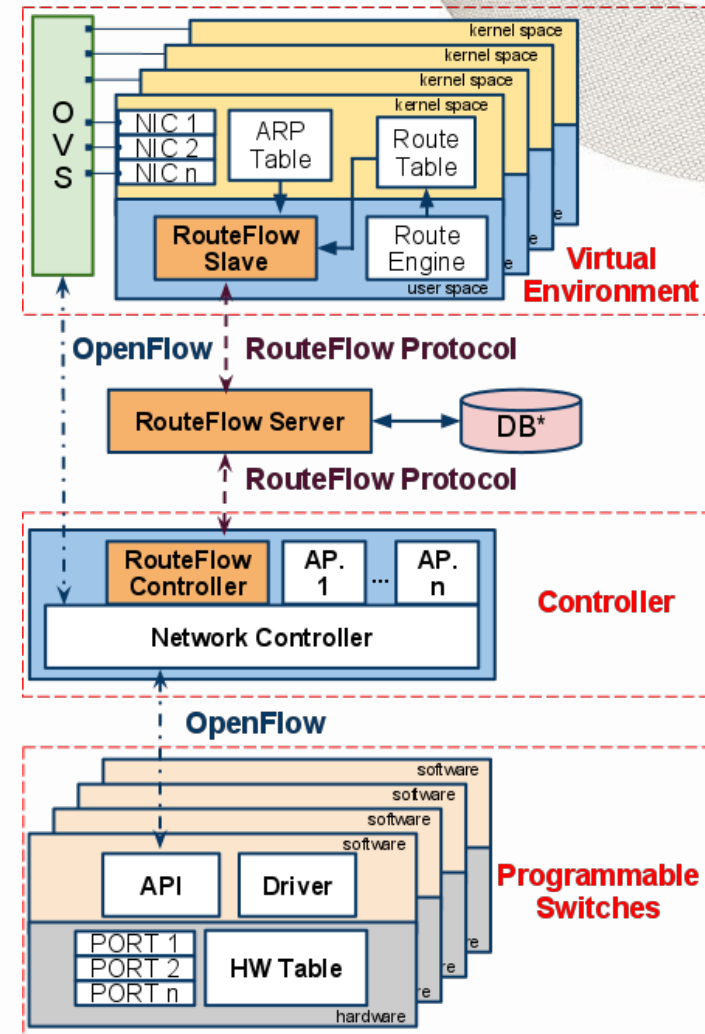 kernel space
kernel space
kernel space
kernel space
O
V
S
NIC 1
NIC 2
NIC n
ARP
Table
Route
Table
RouteFlow
Slave
Route
Engine
user space
e
e
e
Virtual
Environment
OpenFlow
RouteFlow Protocol
RouteFlow Server
DB*
RouteFlow Protocol
RouteFlow
Controller
AP.
1
...
AP.
n
Network Controller
Controller
OpenFlow
software
software
software
software
API
Driver
Programmable
Switches
PORT 1
PORT 2
PORT n
HW Table
hardware
re
e
e